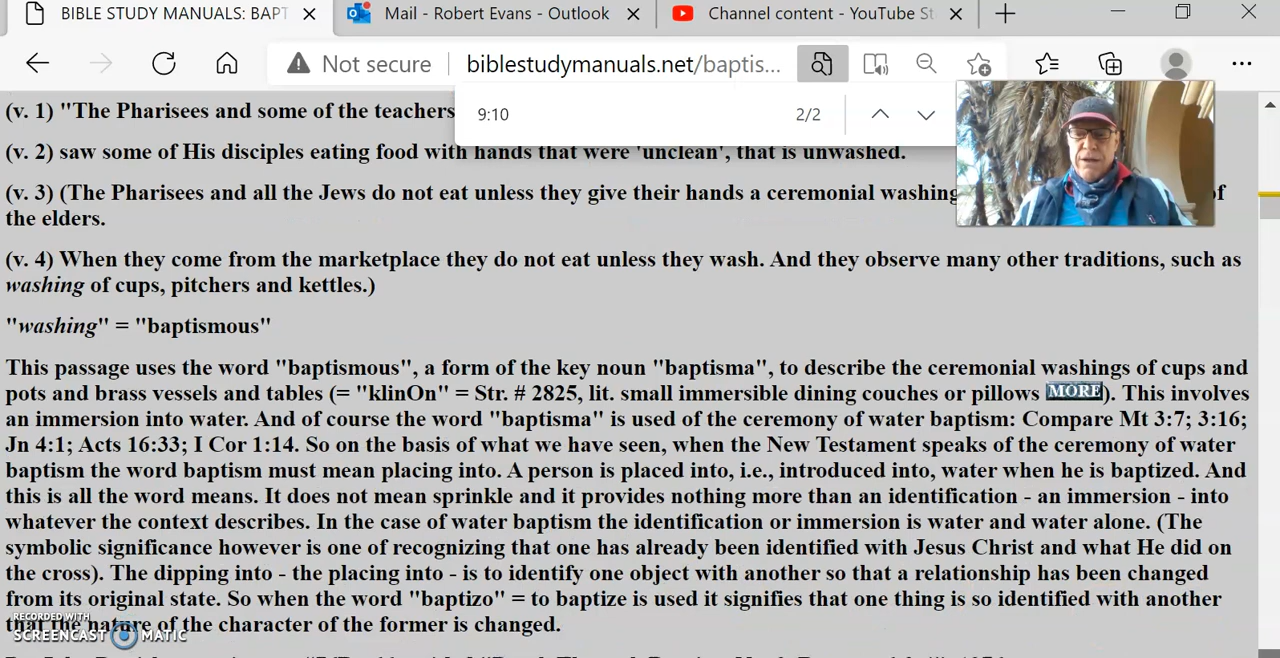 BIBLE STUDY MANUALS: BAPT
Mail - Robert Evans - Outlook
Channel content - YouTube St
Not secure
biblestudymanuals.net/baptis...
9:10
2/2
(v. 1) "The Pharisees and some of the teachers
(v. 2) saw some of His disciples eating food with hands that were 'unclean', that is unwashed.
(v. 3) (The Pharisees and all the Jews do not eat unless they give their hands a ceremonial washing of
the elders.
(v. 4) When they come from the marketplace they do not eat unless they wash. And they observe many other traditions, such as
washing of cups, pitchers and kettles.)
"washing" = "baptismous"
This passage uses the word "baptismous", a form of the key noun "baptisma", to describe the ceremonial washings of cups and
pots and brass vessels and tables (= "klinOn" = Str. # 2825, lit. small immersible dining couches or pillows MORE). This involves
an immersion into water. And of course the word "baptisma" is used of the ceremony of water baptism: Compare Mt 3:7; 3:16;
Jn 4:1; Acts 16:33; I Cor 1:14. So on the basis of what we have seen, when the New Testament speaks of the ceremony of water
baptism the word baptism must mean placing into. A person is placed into, i.e., introduced into, water when he is baptized. And
this is all the word means. It does not mean sprinkle and it provides nothing more than an identification - an immersion - into
whatever the context describes. In the case of water baptism the identification or immersion is water and water alone. (The
symbolic significance however is one of recognizing that one has already been identified with Jesus Christ and what He did on
the cross). The dipping into - the placing into - is to identify one object with another so that a relationship has been changed
from its original state. So when the word "baptizo" = to baptize is used it signifies that one thing is so identified with another
that the nature of the character of the former is changed.
RECORDED WITH
SCREENCAST MATIC